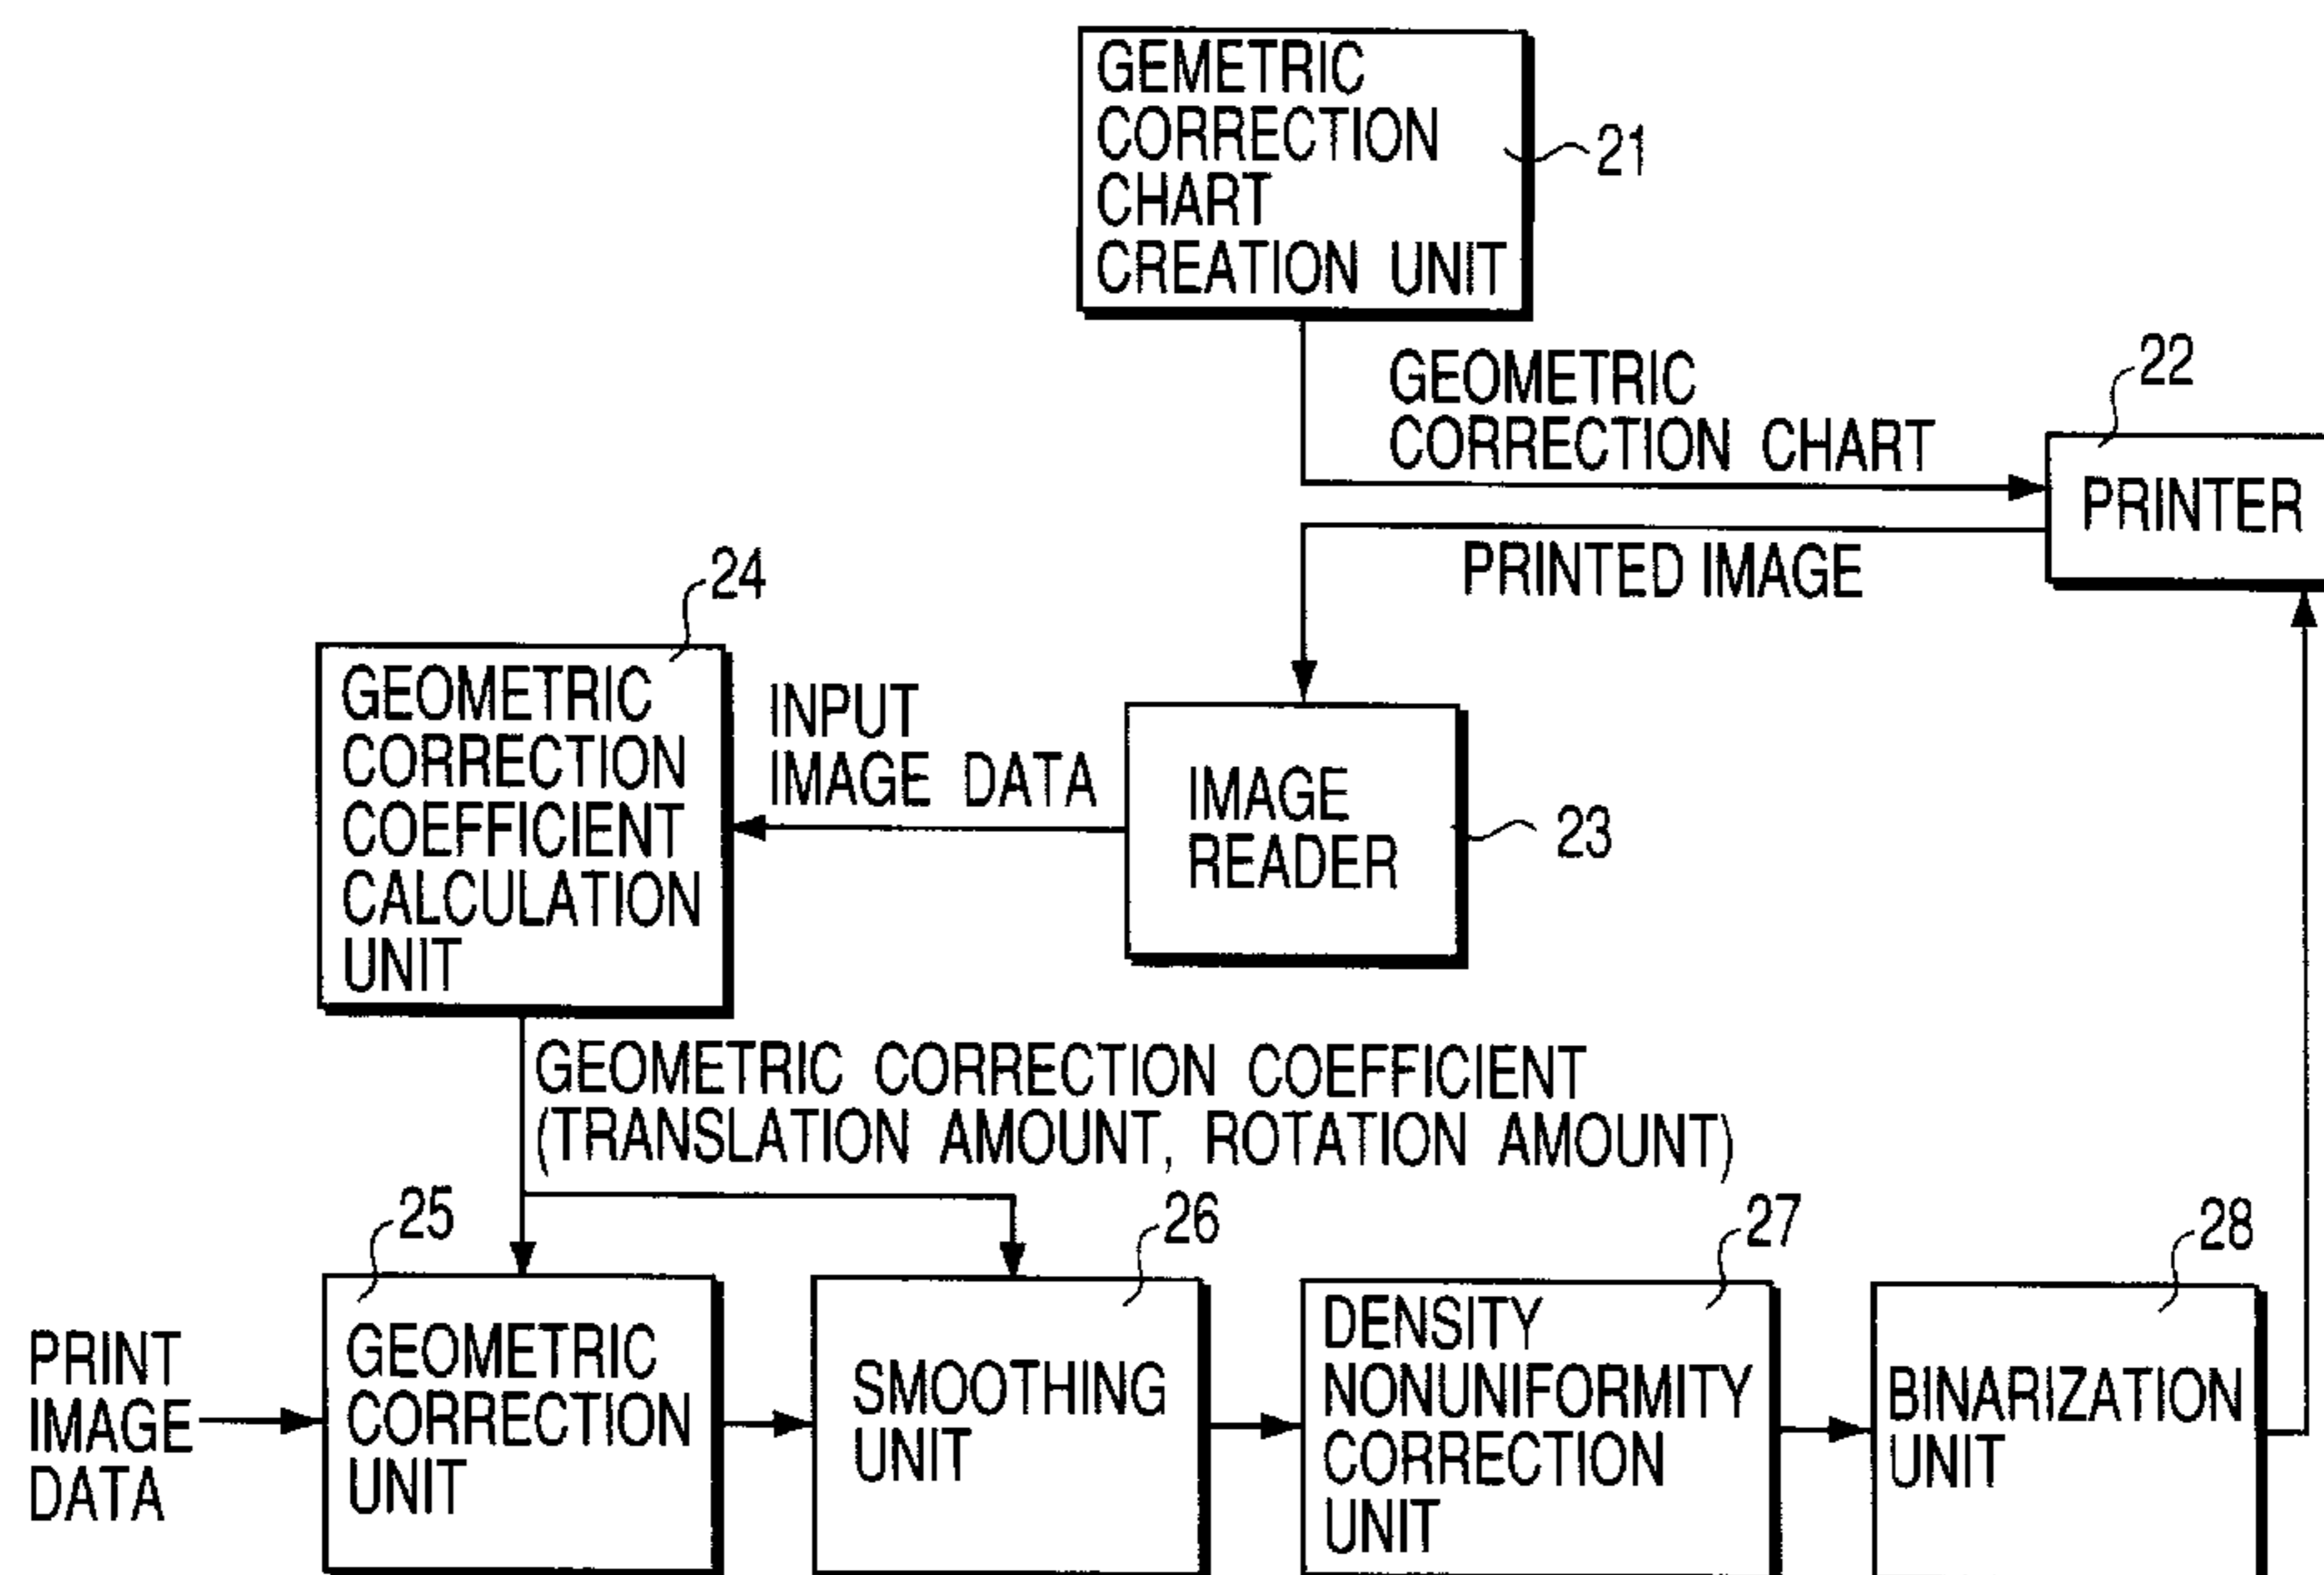 GEMETRIC
CORRECTION
CHART
CREATION UNIT
21
GEOMETRIC
CORRECTION CHART
22
PRINTER
PRINTED IMAGE
24
GEOMETRIC
CORRECTION
COEFFICIENT
CALCULATION
UNIT
INPUT
IMAGE DATA
IMAGE
READER
23
GEOMETRIC CORRECTION COEFFICIENT
(TRANSLATION AMOUNT, ROTATION AMOUNT)
PRINT
IMAGE
DATA
25
GEOMETRIC
CORRECTION
UNIT
26
SMOOTHING
UNIT
27
DENSITY
NONUNIFORMITY
CORRECTION
UNIT
28
BINARIZATION
UNIT